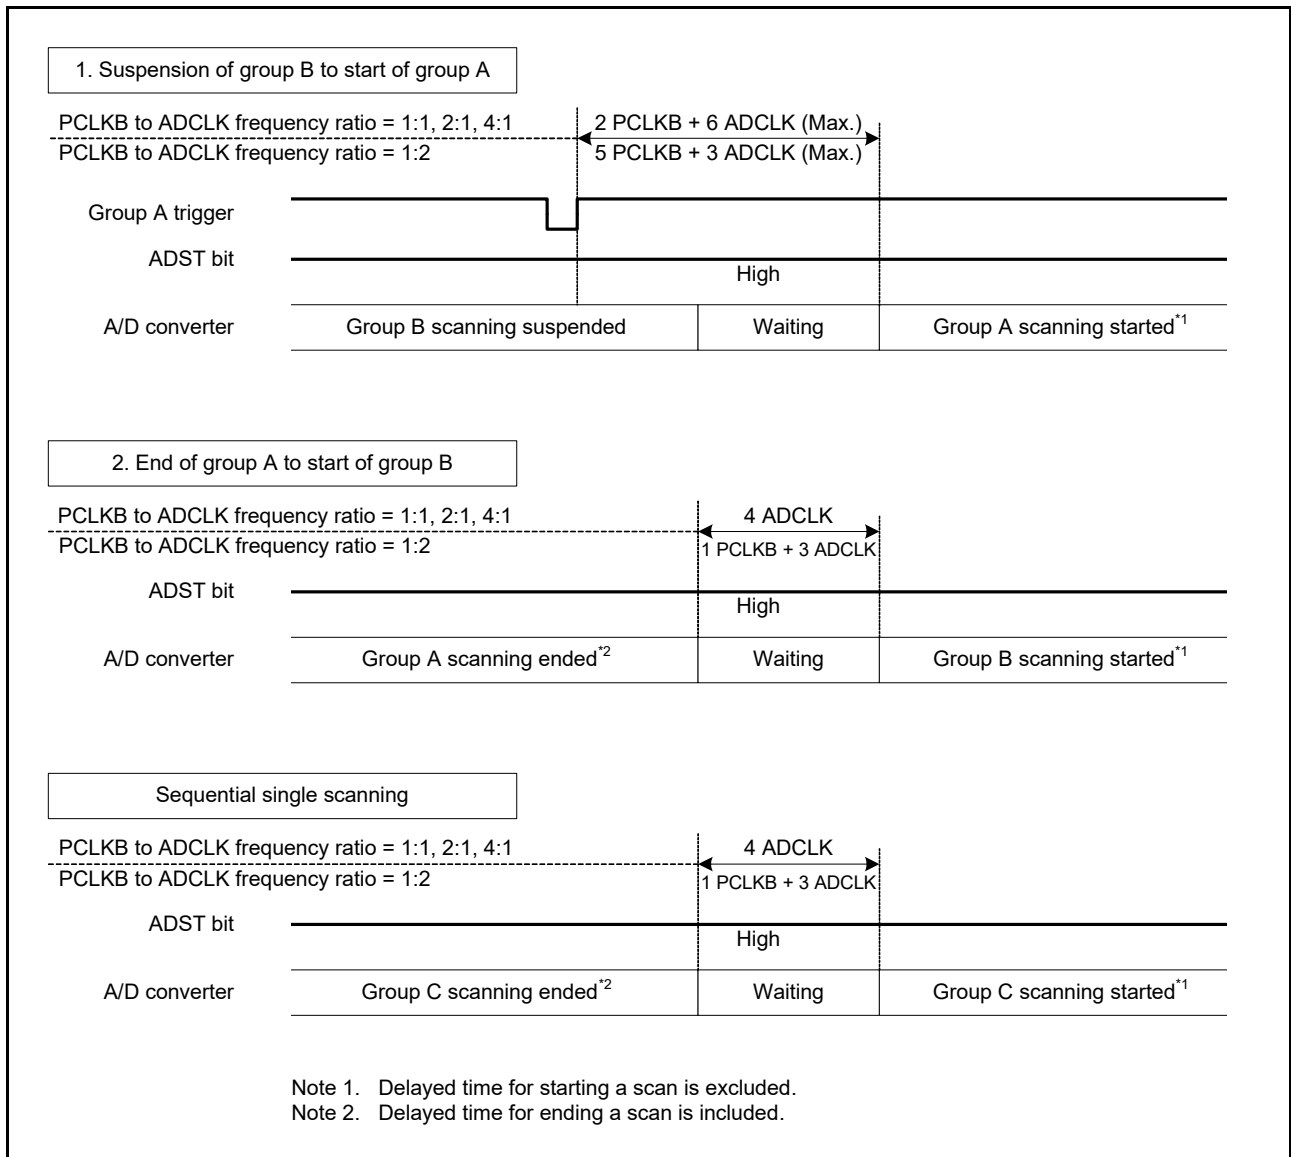 1. Suspension of group B to start of group A
PCLKB to ADCLK frequency ratio = 1:1, 2:1, 4:1
2 PCLKB + 6 ADCLK (Max.)
PCLKB to ADCLK frequency ratio = 1:2
5 PCLKB + 3 ADCLK (Max.)
Group A trigger
ADST bit
High
A/D converter
Group B scanning suspended
Waiting
Group A scanning started*1
2. End of group A to start of group B
PCLKB to ADCLK frequency ratio = 1:1, 2:1, 4:1
4 ADCLK
PCLKB to ADCLK frequency ratio = 1:2
1 PCLKB + 3 ADCLK
ADST bit
High
A/D converter
Group A scanning ended*2
Waiting
Group B scanning started*1
Sequential single scanning
PCLKB to ADCLK frequency ratio = 1:1, 2:1, 4:1
4 ADCLK
PCLKB to ADCLK frequency ratio = 1:2
1 PCLKB + 3 ADCLK
ADST bit
High
A/D converter
Group C scanning ended*2
Waiting
Group C scanning started*1
Note 1. Delayed time for starting a scan is excluded.
Note 2. Delayed time for ending a scan is included.